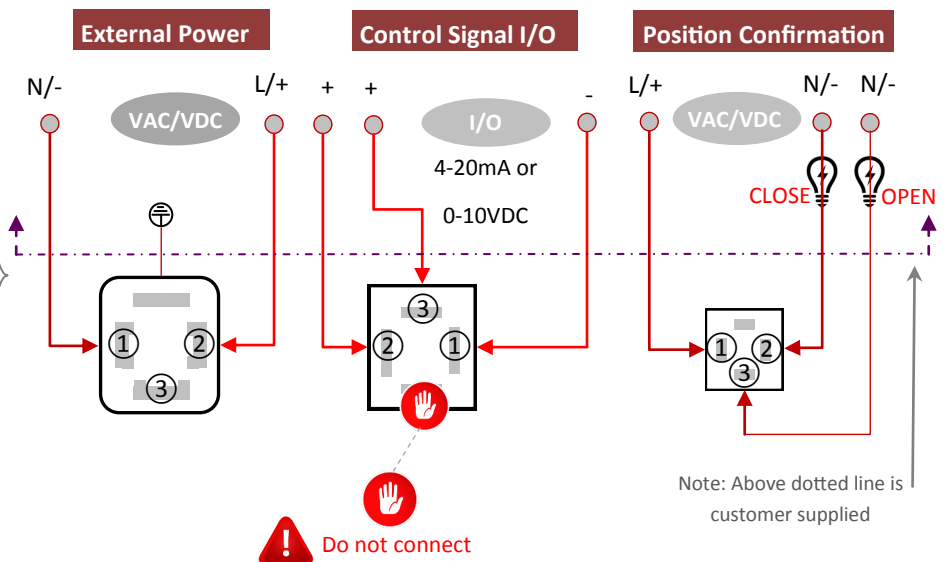 External Power
Control Signal I/O
Position Confirmation
N/-
L/+
+
+
-
L/+
N/-
N/-
VAC/VDC
I/O
VAC/VDC
4-20mA or
0-10VDC
CLOSE
OPEN
1
2
3
3
2
1
1
2
3
Note: Above dotted line is
customer supplied
! Do not connect